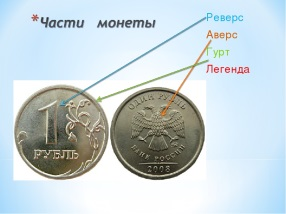 *Части монеты
Реверс
Аверс
Гурт
Легенда
1
РУБЛЬ
ОДИН РУБЛЬ
БАНК РОССИИ
2008